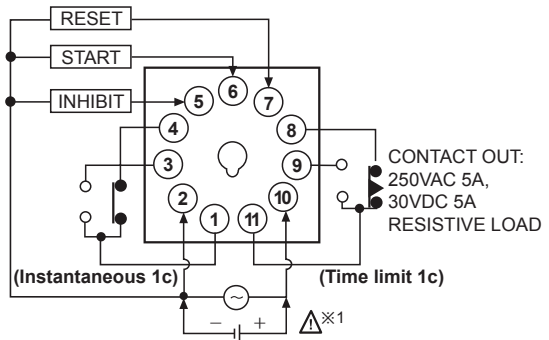 RESET
START
INHIBIT
6
5
7
4
8
3
9
2
10
1
11
CONTACT OUT:
250VAC 5A,
30VDC 5A
RESISTIVE LOAD
(Instantaneous 1c)
(Time limit 1c)
~
− +
⚠※1